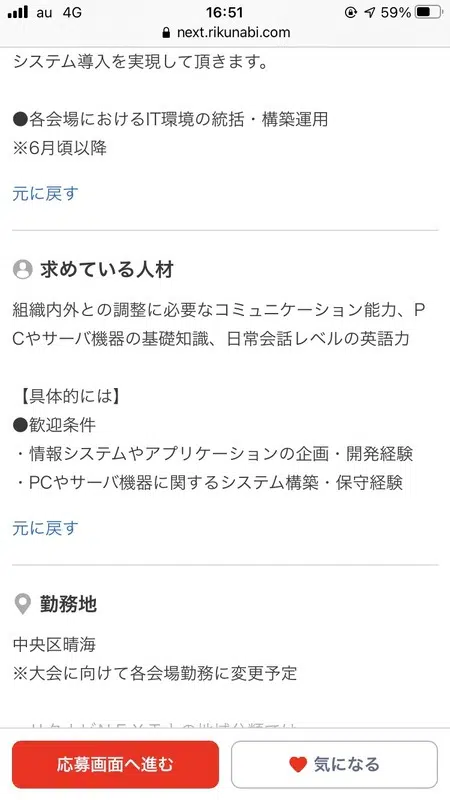 au 4G 16:51 59%
next.rikunabi.com
システム導入を実現して頂きます。
●各会場におけるIT環境の統括・構築運用
※6月頃以降
元に戻す
求めている人材
組織内外との調整に必要なコミュニケーション能力、P
Cやサーバ機器の基礎知識、日常会話レベルの英語力
【具体的には】
●歓迎条件
・情報システムやアプリケーションの企画・開発経験
・PCやサーバ機器に関するシステム構築・保守経験
元に戻す
勤務地
中央区晴海
※大会に向けて各会場勤務に変更予定
応募画面へ進む
気になる